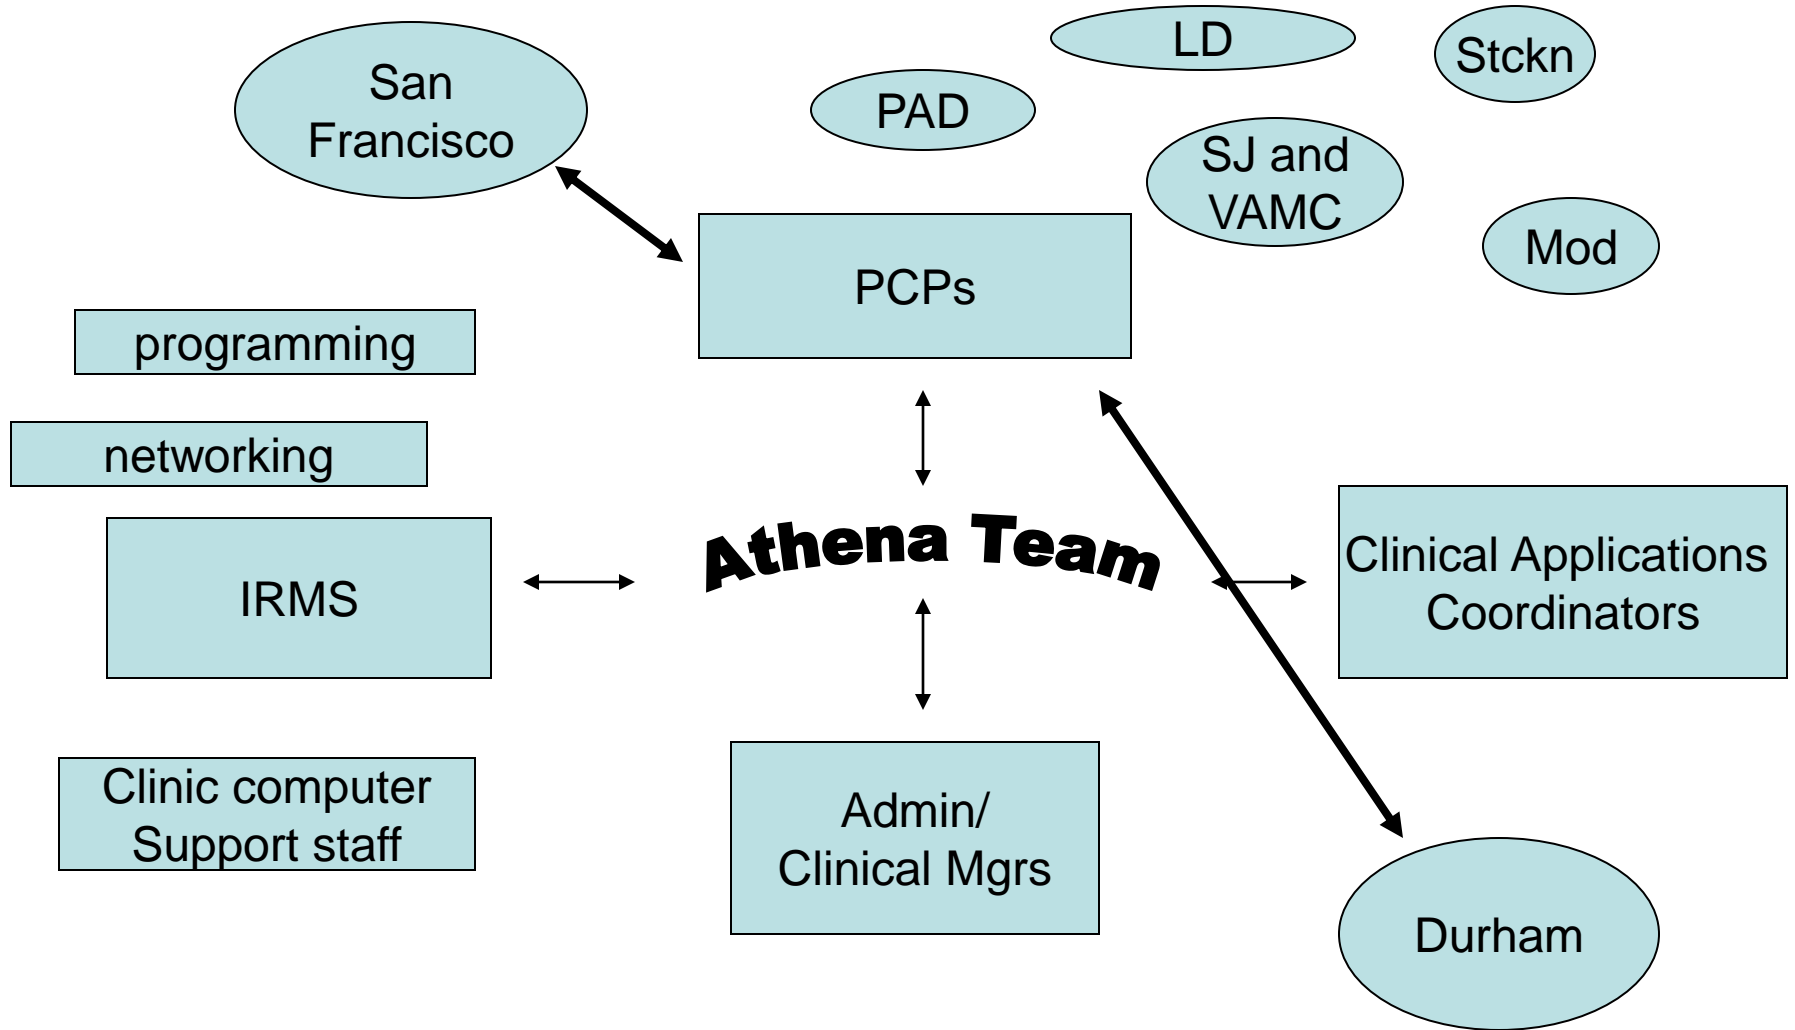 LD
Stckn
San
Francisco
PAD
SJ and
VAMC
Mod
PCPs
programming
networking
Athena Team
IRMS
Clinical Applications
Coordinators
Clinic computer
Support staff
Admin/
Clinical Mgrs
Durham